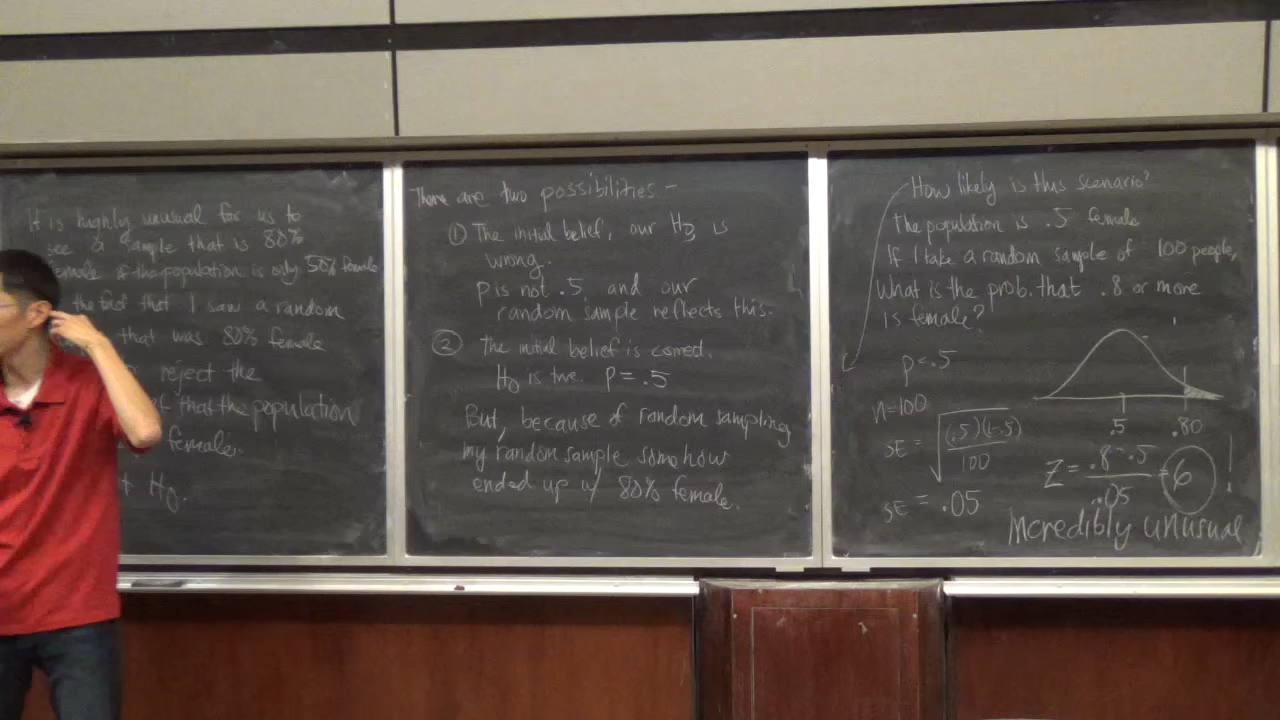 It is highly unusual for us to
see a sample that is 80%
female if the population is only 50% female
the fact that I saw a random
that was 80% female
reject the
that the population
females.
H₀.
There are two possibilities –
① The initial belief, our H₀ is
wrong.
p is not .5, and our
random sample reflects this.
② The initial belief is correct.
H₀ is true. p = .5
But, because of random sampling
my random sample somehow
ended up w/ 80% female.
How likely is this scenario?
The population is .5 female
If I take a random sample of 100 people,
what is the prob. that .8 or more
is female?
p = .5
n = 100
SE = √((.5)(1-.5)/100)
SE = .05
.5 .80
Z = (.8 - .5)/.05 = 6 !
Incredibly unusual